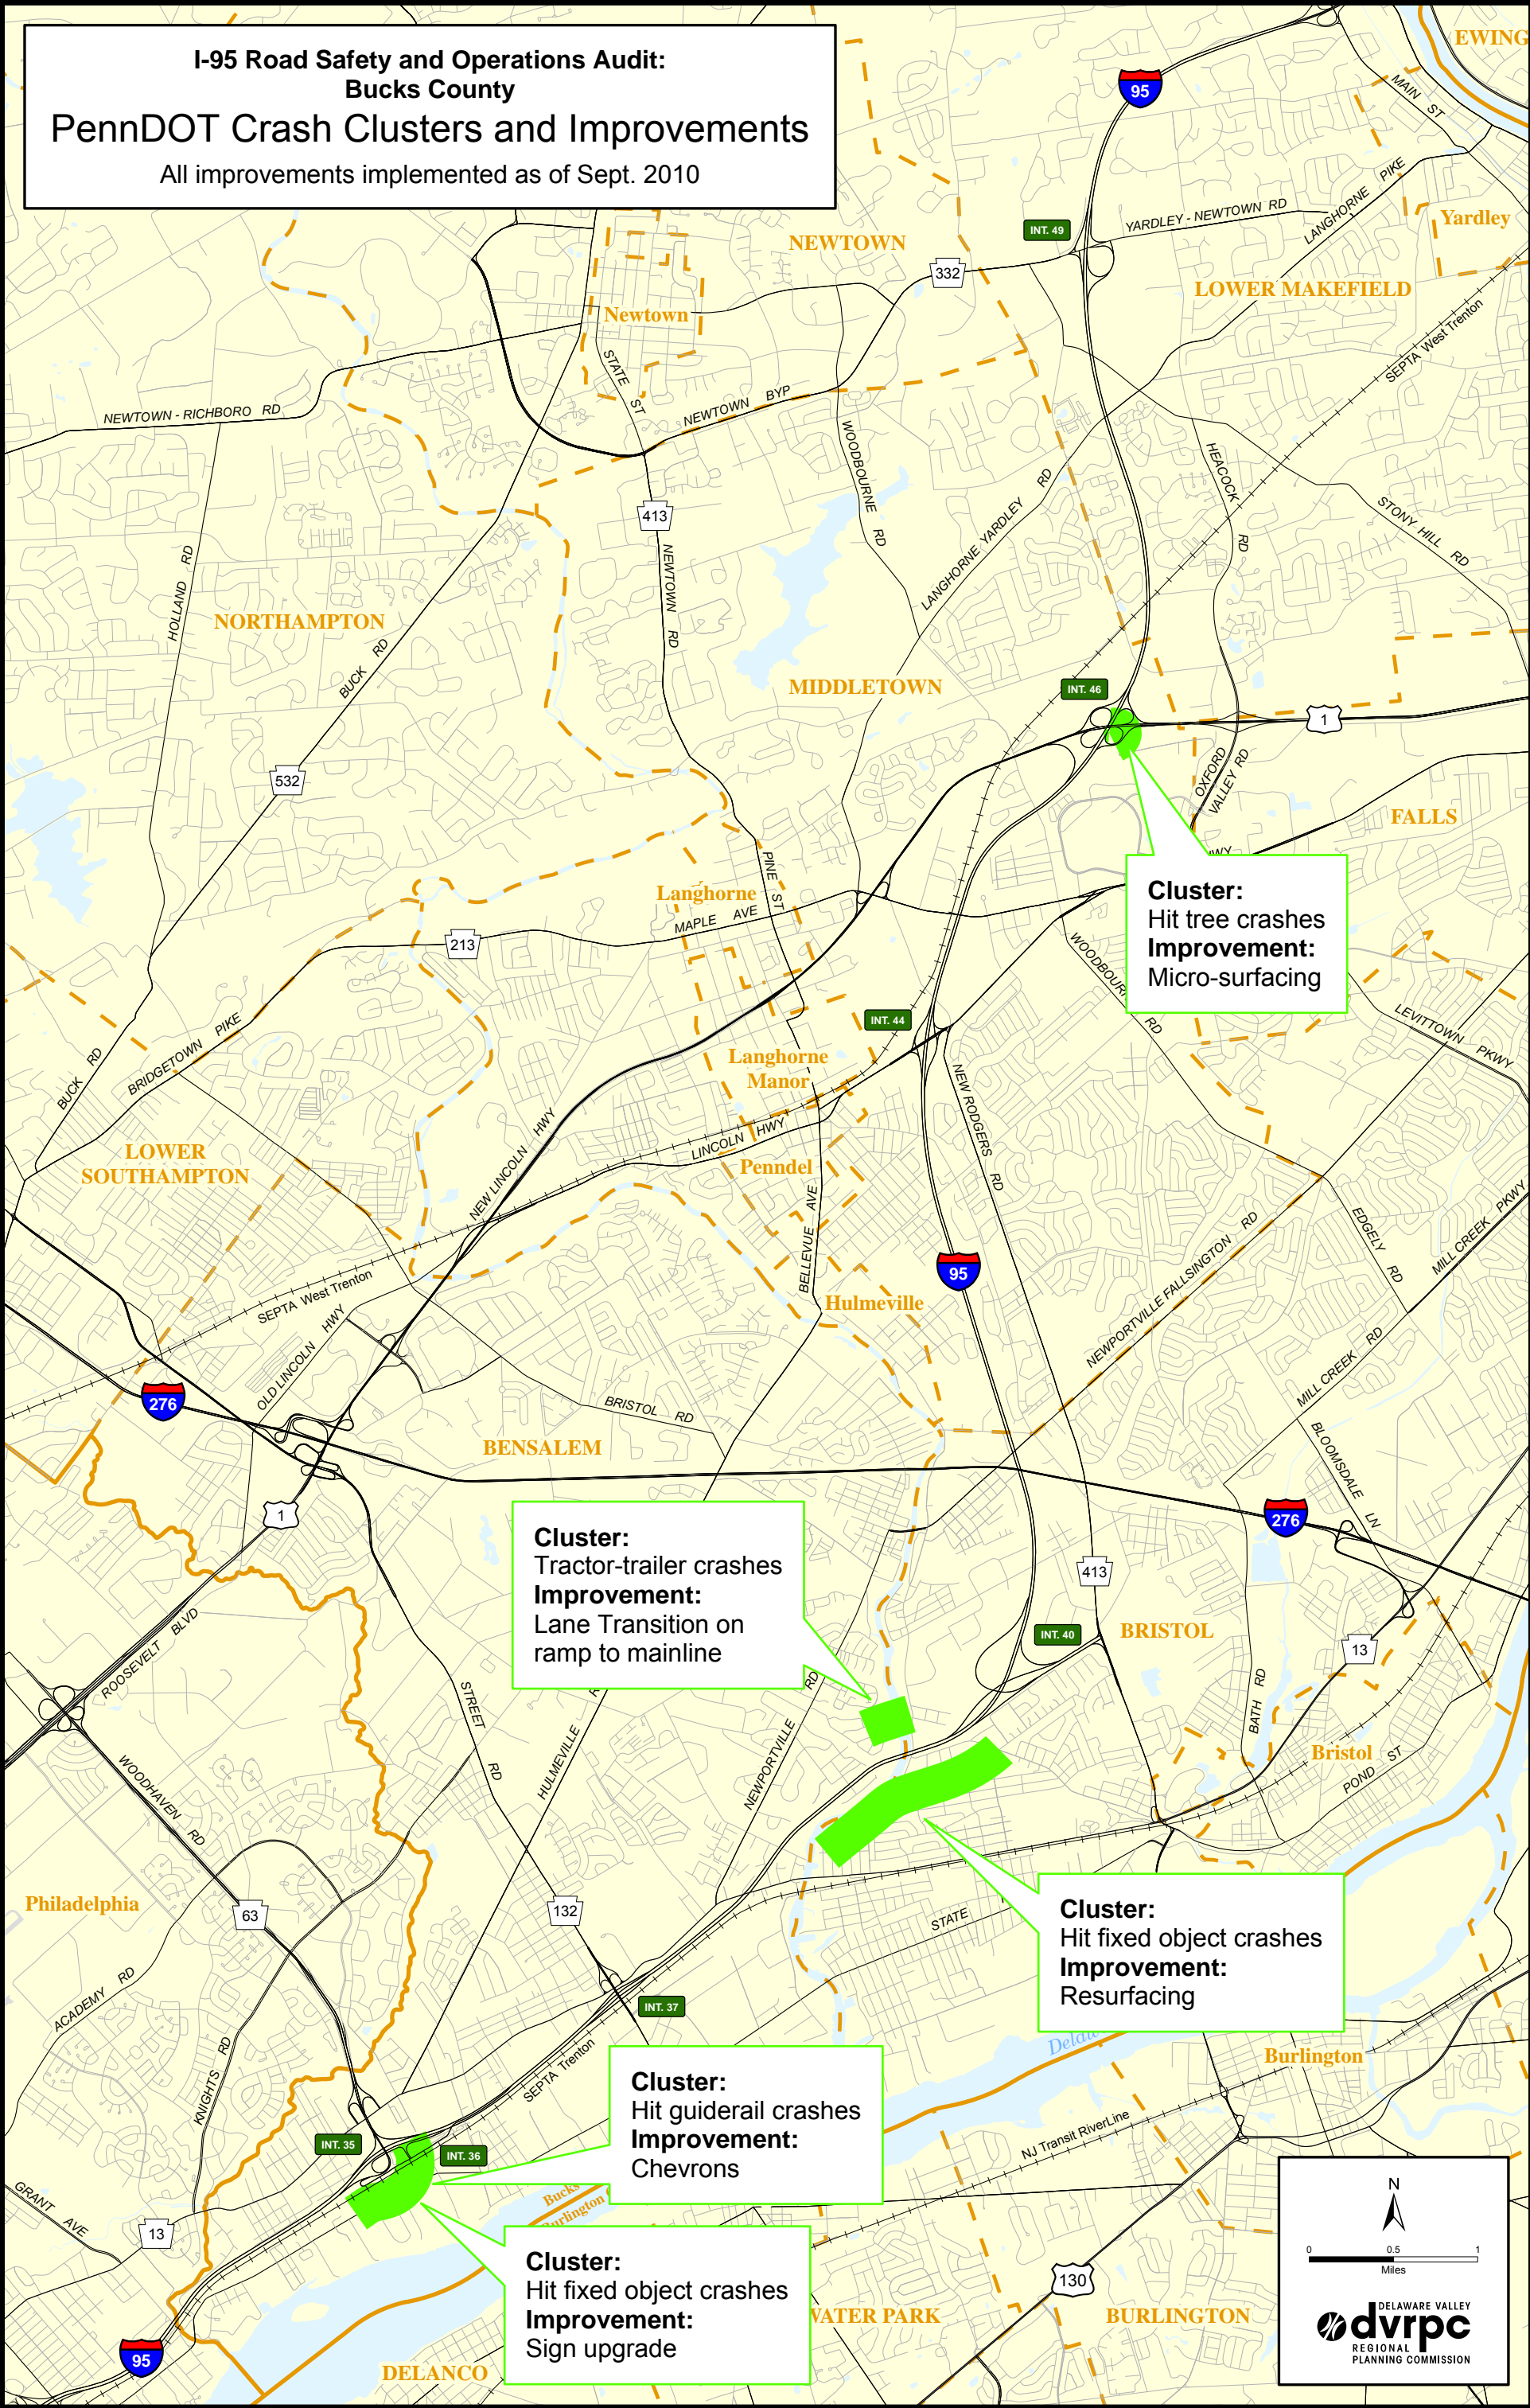 I-95 Road Safety and Operations Audit:
Bucks County
PennDOT Crash Clusters and Improvements
All improvements implemented as of Sept. 2010
95
EWING
MAIN ST
LANGHORNE PIKE
YARDLEY - NEWTOWN RD
Yardley
INT. 49
NEWTOWN
332
LOWER MAKEFIELD
Newtown
SEPTA West Trenton
STATE ST
NEWTOWN BYP
NEWTOWN - RICHBORO RD
WOODBOURNE RD
HEACOCK RD
LANGHORNE YARDLEY RD
STONY HILL RD
413
NEWTOWN RD
HOLLAND RD
NORTHAMPTON
BUCK RD
MIDDLETOWN
INT. 46
1
532
OXFORD VALLEY RD
FALLS
HWY
PINE ST
Langhorne
MAPLE AVE
213
Cluster:
Hit tree crashes
Improvement:
Micro-surfacing
WOODBOUR
RD
INT. 44
LEVITTOWN PKWY
BRIDGETOWN PIKE
BUCK RD
Langhorne
Manor
NEW RODGERS RD
LINCOLN HWY
NEW LINCOLN HWY
LOWER
SOUTHAMPTON
Penndel
BELLEVUE AVE
EDGELY RD
MILL CREEK PKWY
NEWPORTVILLE FALLSINGTON RD
95
SEPTA West Trenton
Hulmeville
OLD LINCOLN HWY
MILL CREEK RD
276
BRISTOL RD
BENSALEM
BLOOMSDALE LN
1
276
Cluster:
Tractor-trailer crashes
Improvement:
Lane Transition on
ramp to mainline
413
INT. 40
BRISTOL
13
ROOSEVELT BLVD
STREET RD
HULMEVILLE R
NEWPORTVILLE RD
BATH RD
Bristol
POND ST
WOODHAVEN RD
Philadelphia
63
132
STATE
Cluster:
Hit fixed object crashes
Improvement:
Resurfacing
ACADEMY RD
INT. 37
KNIGHTS RD
SEPTA Trenton
Burlington
Cluster:
Hit guiderail crashes
Improvement:
Chevrons
NJ Transit RiverLine
INT. 35
INT. 36
GRANT AVE
13
Bucks
Burlington
Cluster:
Hit fixed object crashes
Improvement:
Sign upgrade
130
WATER PARK
BURLINGTON
95
DELANCO
N
0 0.5 1
Miles
DELAWARE VALLEY
dvrpc
REGIONAL
PLANNING COMMISSION